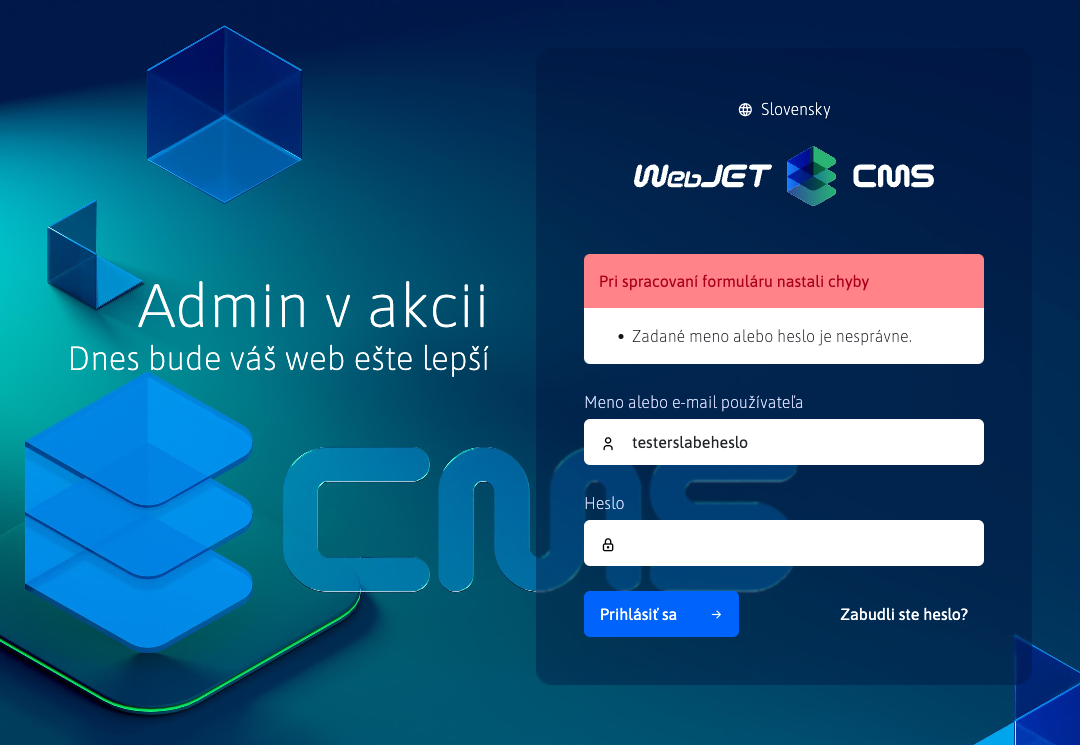 Admin v akcii
Dnes bude váš web ešte lepší
CMS
Slovensky
WebJET CMS
Pri spracovaní formuláru nastali chyby
• Zadané meno alebo heslo je nesprávne.
Meno alebo e-mail používateľa
testerslabeheslo
Heslo
Prihlásiť sa →
Zabudli ste heslo?